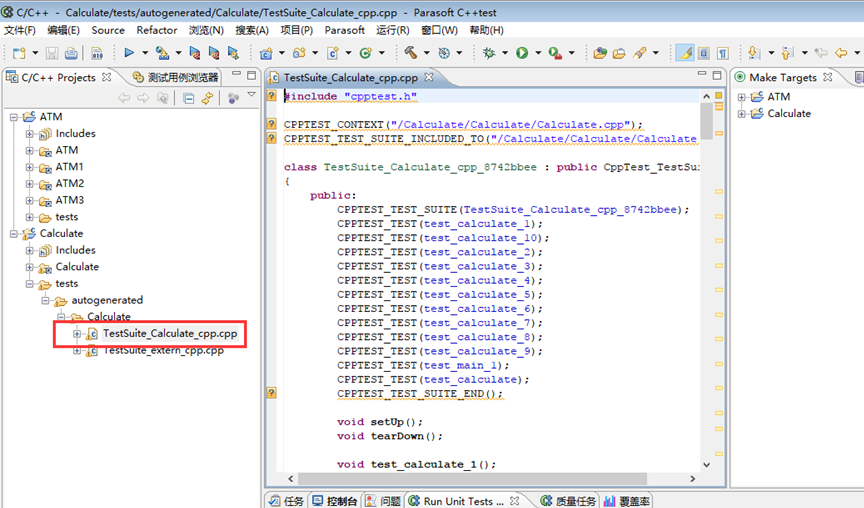 C/C++ - Calculate/tests/autogenerated/Calculate/TestSuite_Calculate_cpp.cpp - Parasoft C++test
文件(F) 编辑(E) Source Refactor 浏览(N) 搜索(A) 项目(P) Parasoft 运行(R) 窗口(W) 帮助(H)
C/C++ Projects 测试用例浏览器
ATM
Includes
ATM
ATM1
ATM2
ATM3
tests
Calculate
Includes
Calculate
tests
autogenerated
Calculate
TestSuite_Calculate_cpp.cpp
TestSuite_extern_cpp.cpp
TestSuite_Calculate_cpp.cpp
#include "cpptest.h"
CPPTEST_CONTEXT("/Calculate/Calculate/Calculate.cpp");
CPPTEST_TEST_SUITE_INCLUDED_TO("/Calculate/Calculate/Calculate
class TestSuite_Calculate_cpp_8742bbee : public CppTest_TestSui
{
public:
CPPTEST_TEST_SUITE(TestSuite_Calculate_cpp_8742bbee);
CPPTEST_TEST(test_calculate_1);
CPPTEST_TEST(test_calculate_10);
CPPTEST_TEST(test_calculate_2);
CPPTEST_TEST(test_calculate_3);
CPPTEST_TEST(test_calculate_4);
CPPTEST_TEST(test_calculate_5);
CPPTEST_TEST(test_calculate_6);
CPPTEST_TEST(test_calculate_7);
CPPTEST_TEST(test_calculate_8);
CPPTEST_TEST(test_calculate_9);
CPPTEST_TEST(test_main_1);
CPPTEST_TEST(test_calculate);
CPPTEST_TEST_SUITE_END();
void setUp();
void tearDown();
void test_calculate_1();
Make Targets
ATM
Calculate
任务 控制台 问题 Run Unit Tests ... 质量任务 覆盖率